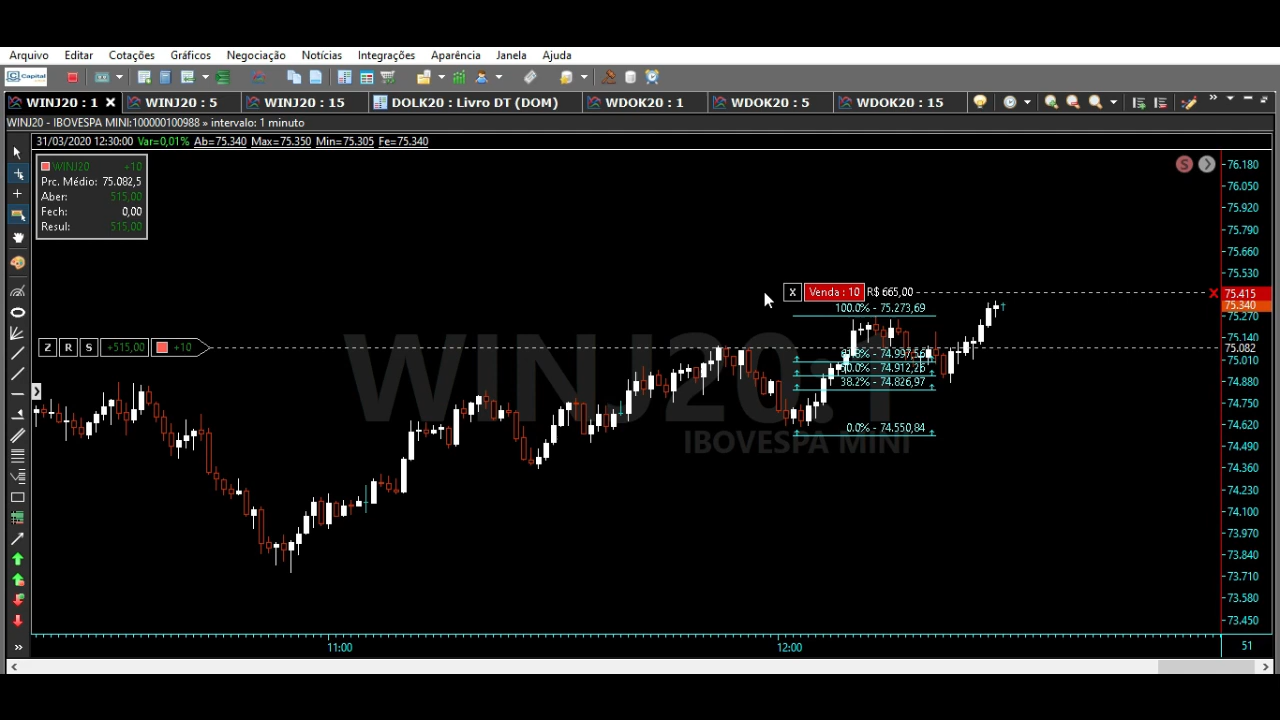 Arquivo Editar Cotações Gráficos Negociação Notícias Integrações Aparência Janela Ajuda
Capital
WINJ20 : 1 WINJ20 : 5 WINJ20 : 15 DOLK20 : Livro DT (DOM) WDOK20 : 1 WDOK20 : 5 WDOK20 : 15
WINJ20 - IBOVESPA MINI:100000100988 » intervalo: 1 minuto
31/03/2020 12:30:00 Var=0,01% Ab=75.340 Max=75.350 Min=75.305 Fe=75.340
WINJ20 +10
Prc. Médio: 75.082,5
Aber: 515,00
Fech: 0,00
Resul: 515,00
S
76.180
76.050
75.920
75.790
75.660
75.530
X Venda : 10 R$ 665,00
75.415
75.340
100.0% - 75.273,69
75.270
75.140
Z R S +515,00 +10
75.082
75.010
74.880
38.2% - 74.826,97
74.750
0.0% - 74.550,84
74.620
74.490
74.360
74.230
74.100
73.970
73.840
73.710
73.580
73.450
WINJ20:1
IBOVESPA MINI
11:00 12:00 51